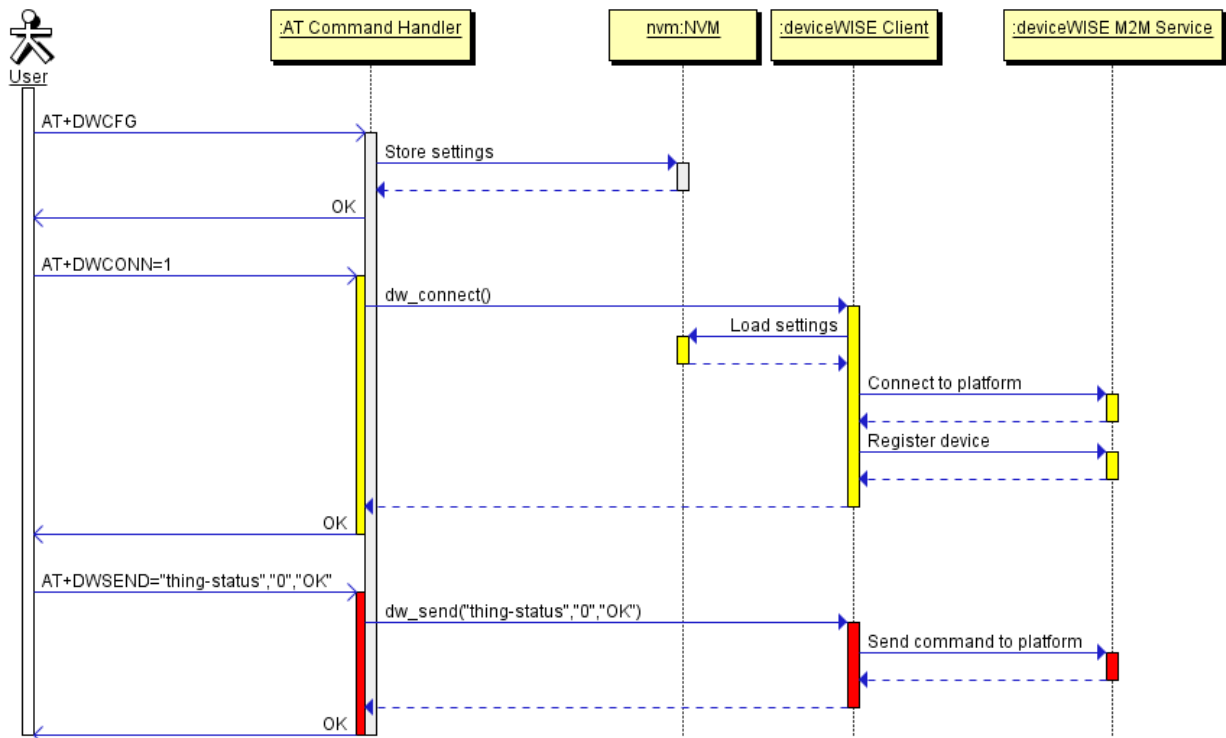 :AT Command Handler
nvm:NVM
:deviceWISE Client
:deviceWISE M2M Service
User
AT+DWCFG
Store settings
OK
AT+DWCONN=1
dw_connect()
Load settings
Connect to platform
Register device
OK
AT+DWSEND="thing-status","0","OK"
dw_send("thing-status","0","OK")
Send command to platform
OK